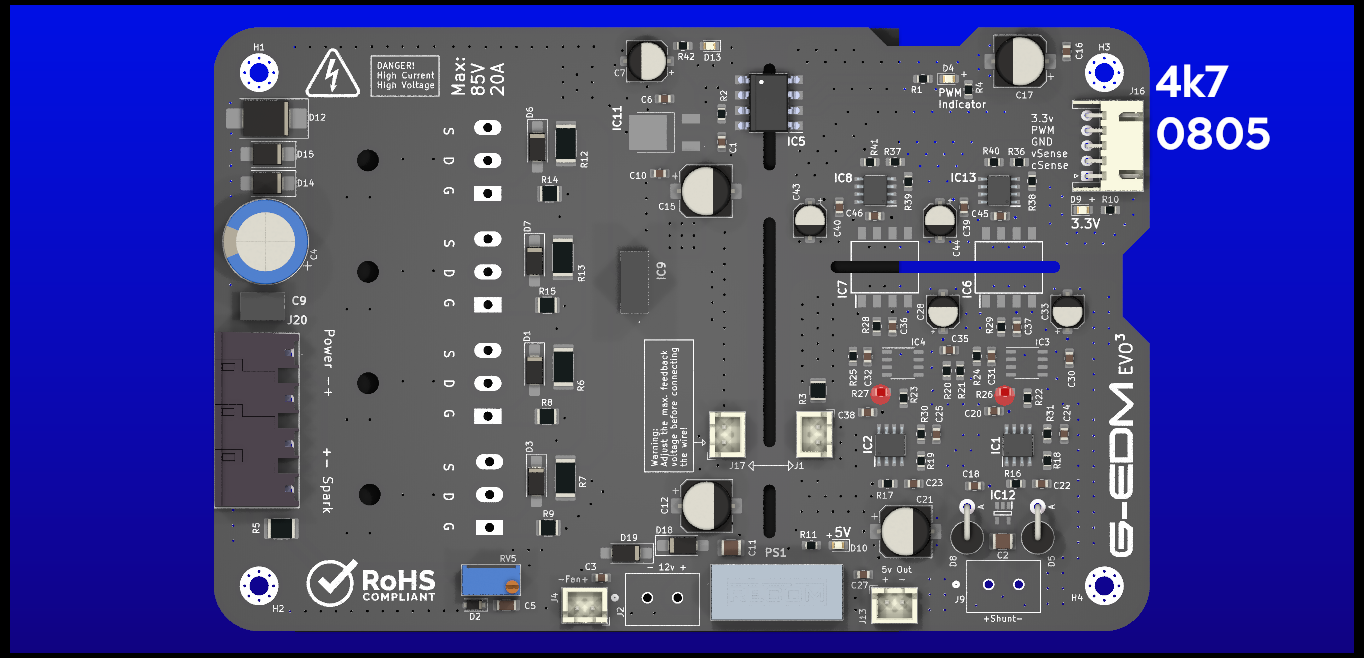 4k7
0805
H1
DANGER!
High Current
High Voltage
Max:
85V
20A
D12
D15
D14
C4
C9
J20
Power -+
+- Spark
R5
H2
RoHS
COMPLIANT
S
D
G
D6
R12
R14
S
D
G
D7
R13
R15
S
D
G
D1
R6
R8
S
D
G
D3
R7
R9
RV5
D2
C5
C7
R42
D13
C6
R2
IC11
C1
IC5
C10
C15
IC9
Warning:
Adjust the max. feedback
voltage before connecting
the wire!
J17
J1
R3
C12
D18
D19
C11
PS1
C3
-Fen+
J4
J2
- 12v +
R11
+ 5V
D10
C27
5v Out
+ -
J13
C21
R17
C23
D4
+
R1
R4
PWM
Indicator
C17
C16
H3
J16
3.3v
PWM
GND
vSense
cSense
D9 +
R10
3.3V
R41
R37
R40
R36
IC8
IC13
R39
R38
C43
C40
C46
C39
C45
C44
IC7
IC6
C28
C33
R28
C36
R29
C37
IC4
IC3
C35
R25
C32
R20
R21
R24
C31
C30
R27
R23
R26
R22
C38
C20
R30
C25
R31
C24
IC2
IC1
R19
R18
C18
R16
C22
IC12
A
A
D8
C2
D5
J9
+Shunt-
H4
G-EDM EVO³